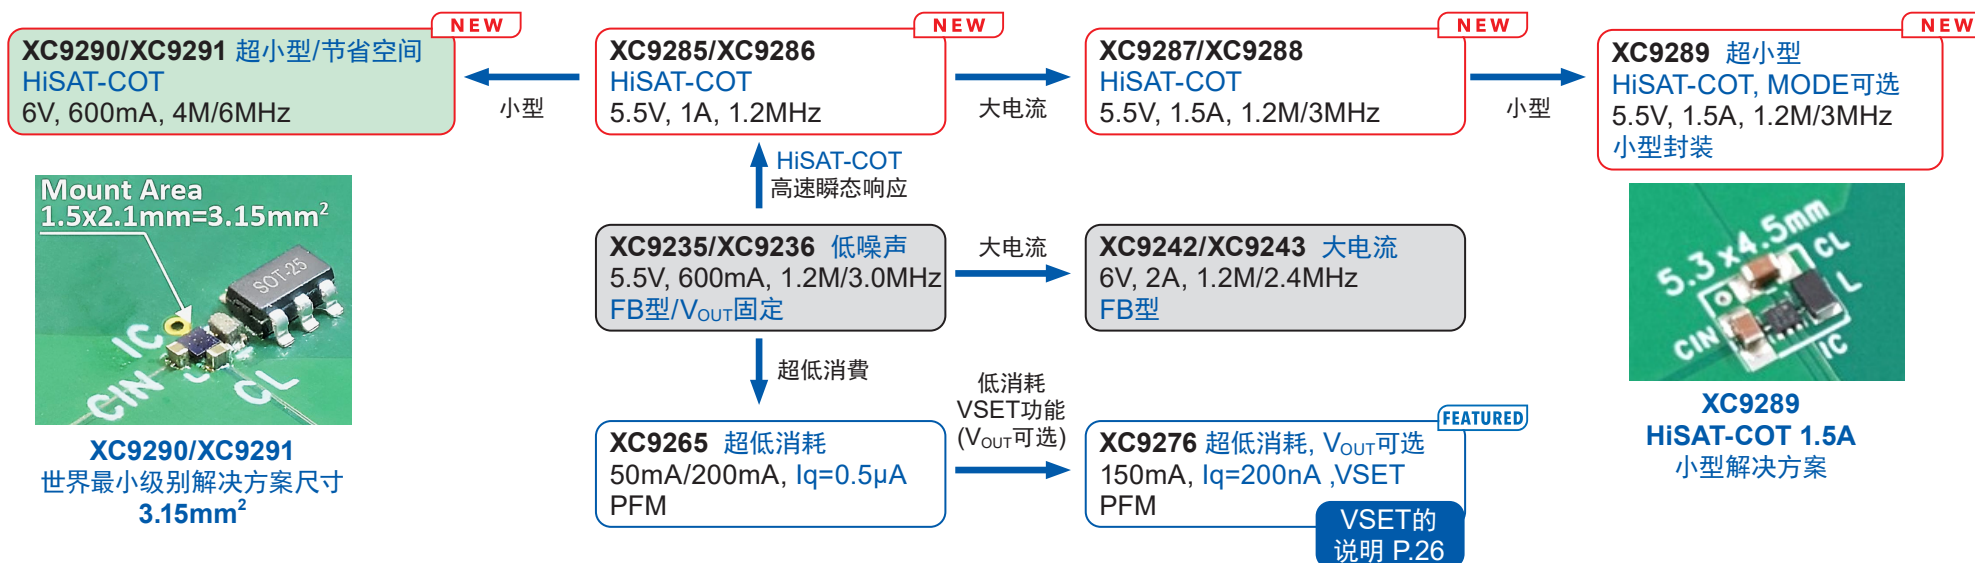 NEW
XC9290/XC9291 超小型/节省空间
HiSAT-COT
6V, 600mA, 4M/6MHz
小型
NEW
XC9285/XC9286
HiSAT-COT
5.5V, 1A, 1.2MHz
大电流
NEW
XC9287/XC9288
HiSAT-COT
5.5V, 1.5A, 1.2M/3MHz
小型
NEW
XC9289 超小型
HiSAT-COT, MODE可选
5.5V, 1.5A, 1.2M/3MHz
小型封装
HiSAT-COT
高速瞬态响应
Mount Area
1.5x2.1mm=3.15mm²
SOT-25
IC
CIN
L
CL
XC9290/XC9291
世界最小级别解决方案尺寸
3.15mm²
XC9235/XC9236 低噪声
5.5V, 600mA, 1.2M/3.0MHz
FB型/VOUT固定
大电流
XC9242/XC9243 大电流
6V, 2A, 1.2M/2.4MHz
FB型
5.3x4.5mm
CL
L
CIN
IC
XC9289
HiSAT-COT 1.5A
小型解决方案
超低消費
XC9265 超低消耗
50mA/200mA, Iq=0.5µA
PFM
低消耗
VSET功能
(VOUT可选)
FEATURED
XC9276 超低消耗, VOUT可选
150mA, Iq=200nA ,VSET
PFM
VSET的
说明 P.26